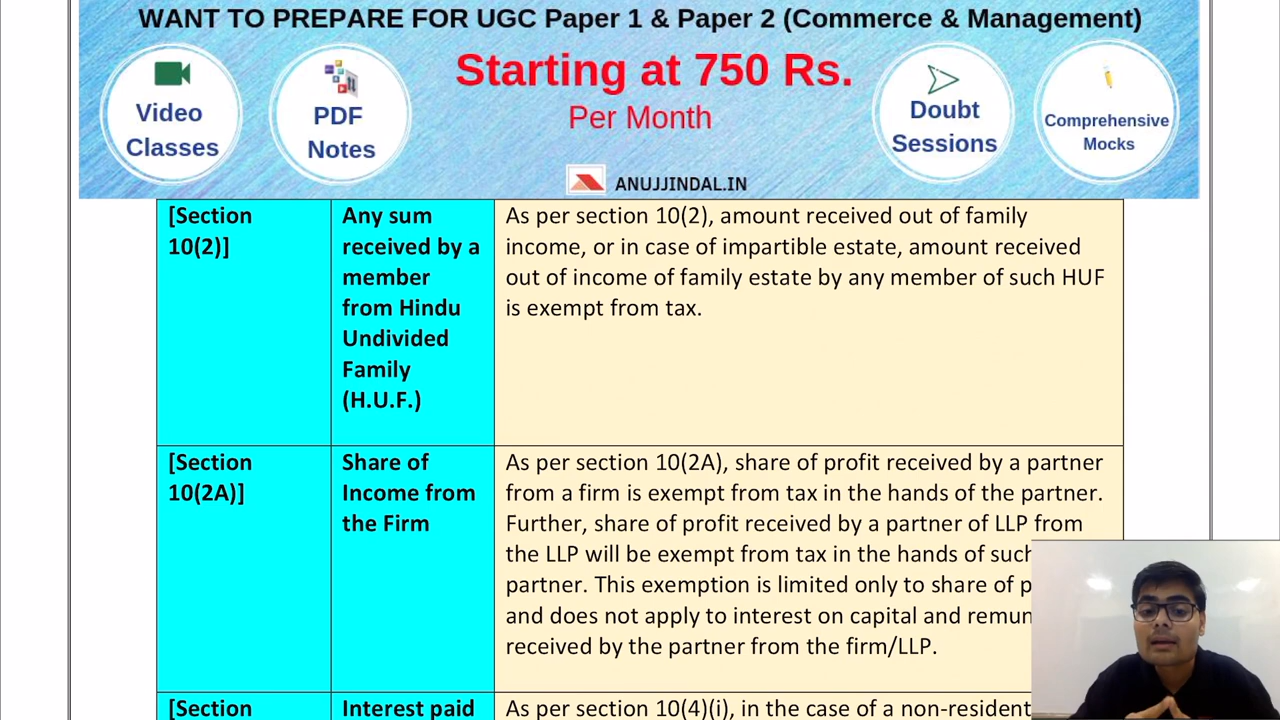 WANT TO PREPARE FOR UGC Paper 1 & Paper 2 (Commerce & Management)
Video
Classes
PDF
Notes
Starting at 750 Rs.
Per Month
ANUJJINDAL.IN
Doubt
Sessions
Comprehensive
Mocks
[Section
10(2)]
Any sum
received by a
member
from Hindu
Undivided
Family
(H.U.F.)
As per section 10(2), amount received out of family
income, or in case of impartible estate, amount received
out of income of family estate by any member of such HUF
is exempt from tax.
[Section
10(2A)]
Share of
Income from
the Firm
As per section 10(2A), share of profit received by a partner
from a firm is exempt from tax in the hands of the partner.
Further, share of profit received by a partner of LLP from
the LLP will be exempt from tax in the hands of such
partner. This exemption is limited only to share of p
and does not apply to interest on capital and remun
received by the partner from the firm/LLP.
[Section
Interest paid
As per section 10(4)(i), in the case of a non-resident